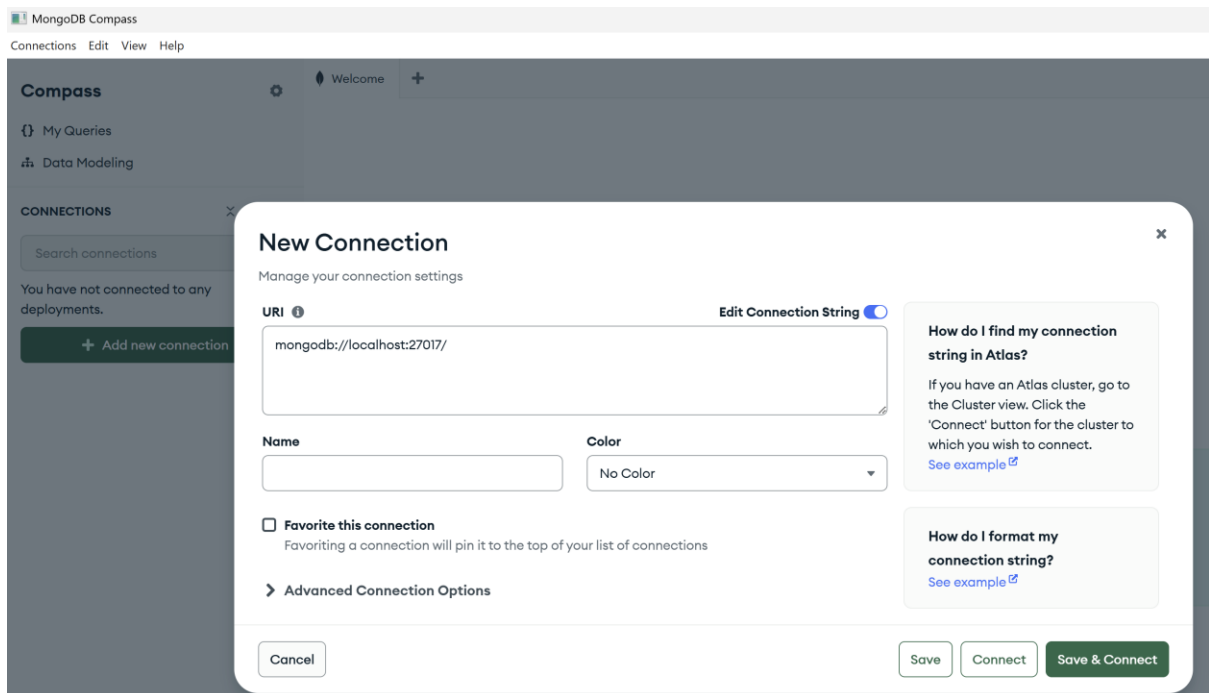 MongoDB Compass
Connections Edit View Help
Compass
Welcome
{} My Queries
Data Modeling
CONNECTIONS
Search connections
You have not connected to any
deployments.
+ Add new connection
New Connection
Manage your connection settings
URI
Edit Connection String
mongodb://localhost:27017/
Name
Color
No Color
Favorite this connection
Favoriting a connection will pin it to the top of your list of connections
Advanced Connection Options
How do I find my connection
string in Atlas?
If you have an Atlas cluster, go to
the Cluster view. Click the
'Connect' button for the cluster to
which you wish to connect.
See example
How do I format my
connection string?
See example
Cancel
Save
Connect
Save & Connect